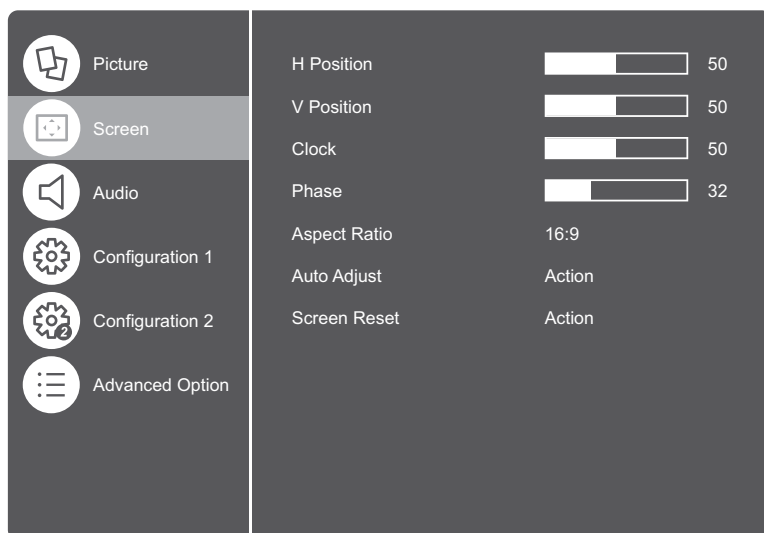 Picture
Screen
Audio
Configuration 1
Configuration 2
2
Advanced Option
H Position 50
V Position 50
Clock 50
Phase 32
Aspect Ratio 16:9
Auto Adjust Action
Screen Reset Action